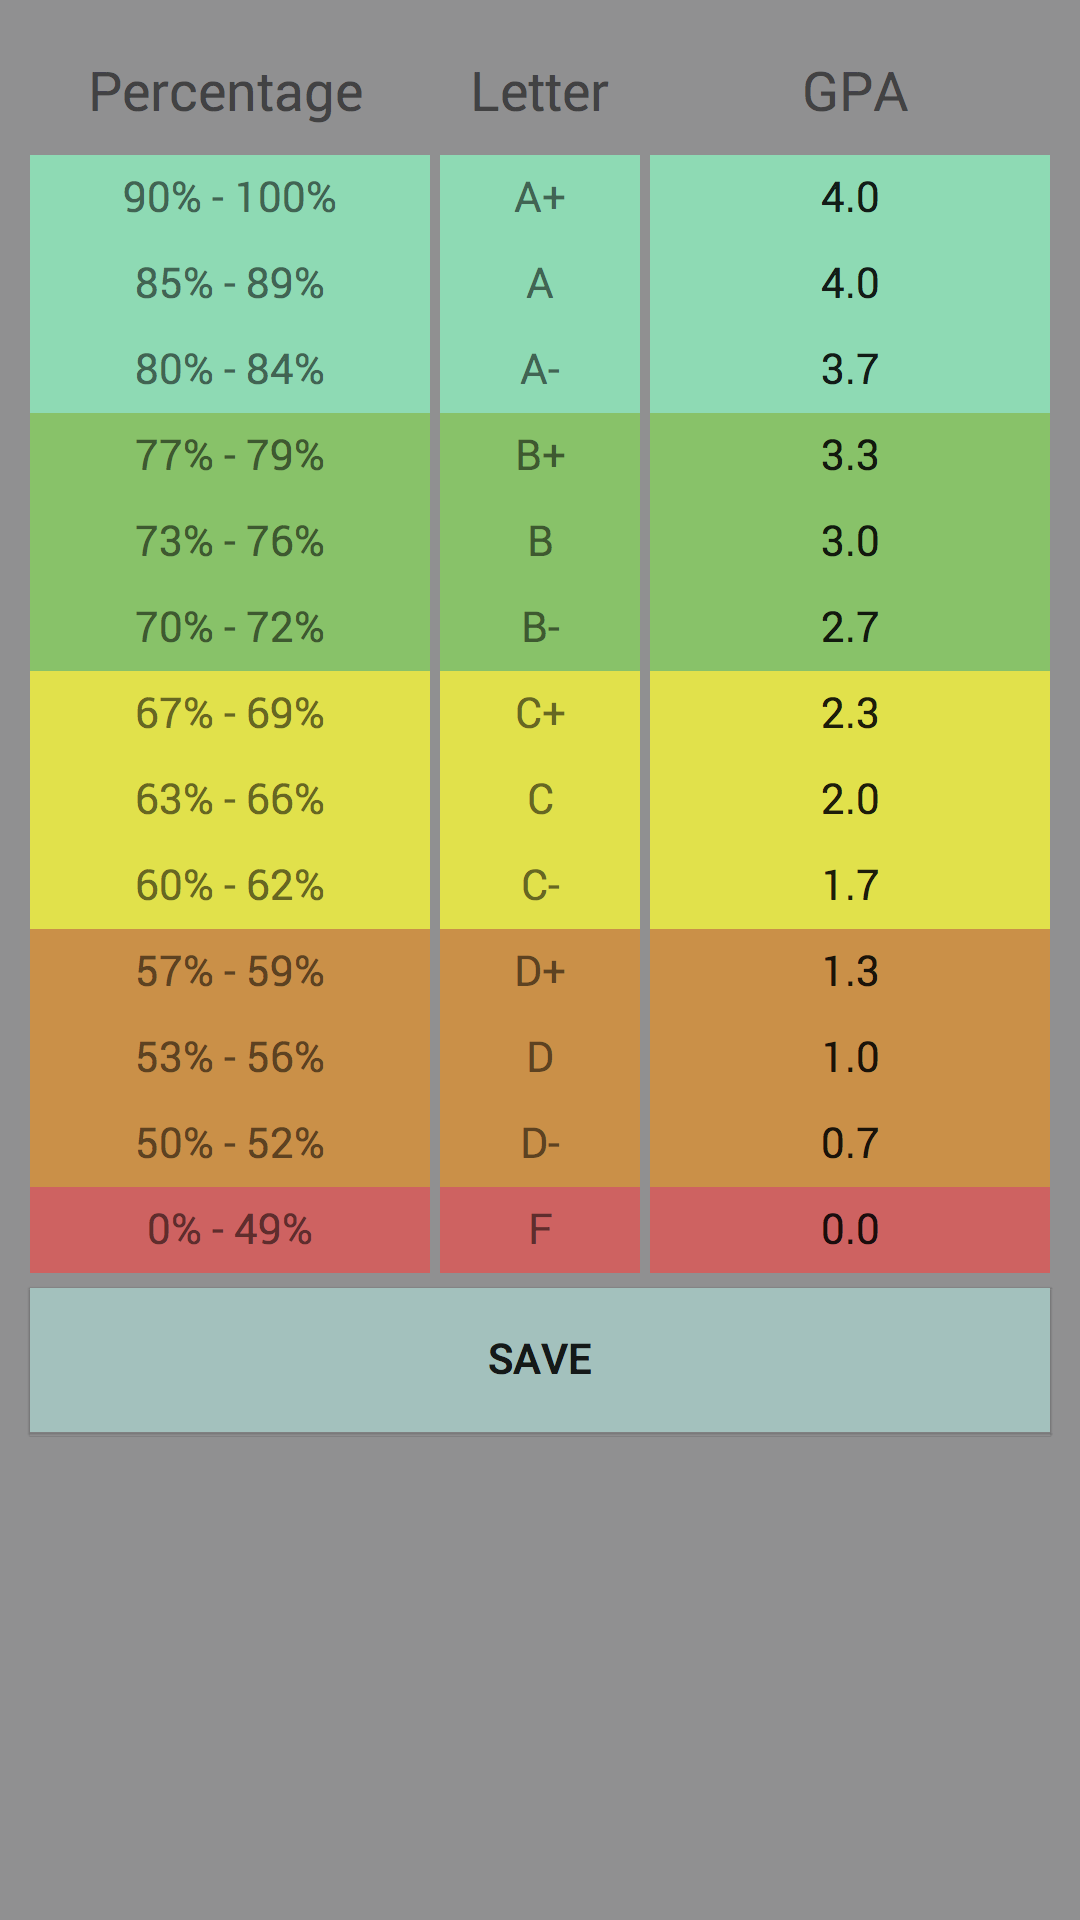 Percentage Letter GPA
90% - 100% A+ 4.0
85% - 89% A 4.0
80% - 84% A- 3.7
77% - 79% B+ 3.3
73% - 76% B 3.0
70% - 72% B- 2.7
67% - 69% C+ 2.3
63% - 66% C 2.0
60% - 62% C- 1.7
57% - 59% D+ 1.3
53% - 56% D 1.0
50% - 52% D- 0.7
0% - 49% F 0.0
SAVE